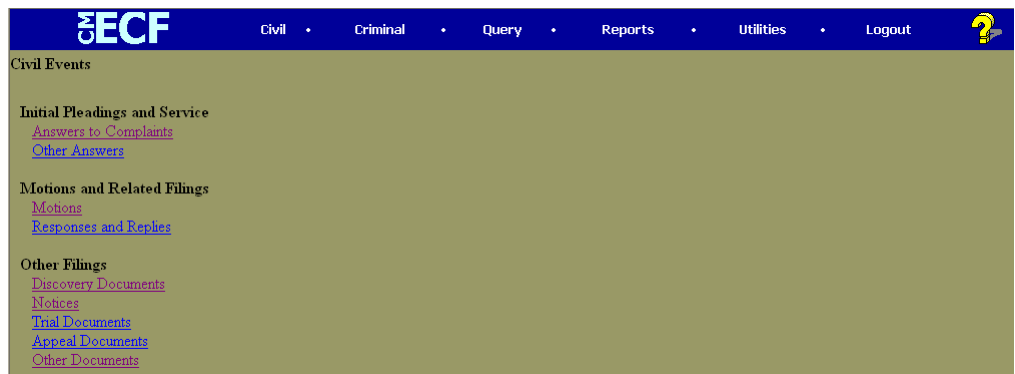 CM ECF Civil • Criminal • Query • Reports • Utilities • Logout ?
Civil Events
Initial Pleadings and Service
Answers to Complaints
Other Answers
Motions and Related Filings
Motions
Responses and Replies
Other Filings
Discovery Documents
Notices
Trial Documents
Appeal Documents
Other Documents